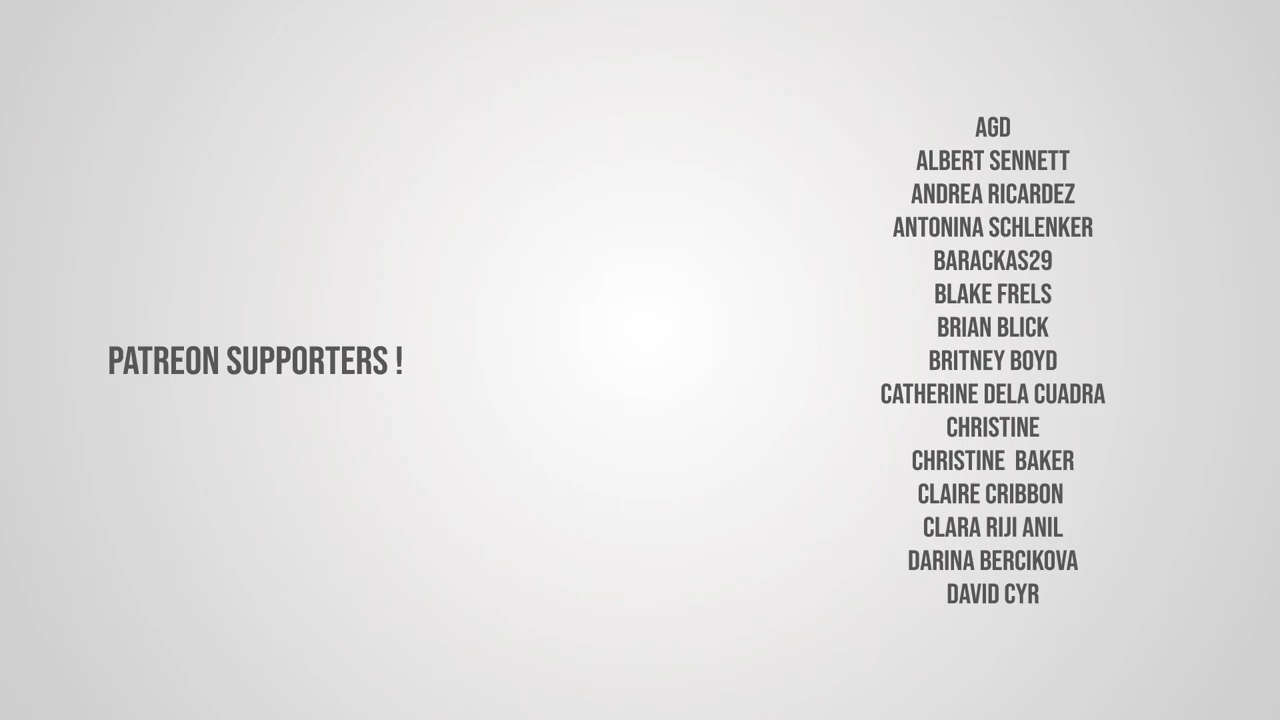 PATREON SUPPORTERS !
AGD
ALBERT SENNETT
ANDREA RICARDEZ
ANTONINA SCHLENKER
BARACKAS29
BLAKE FRELS
BRIAN BLICK
BRITNEY BOYD
CATHERINE DELA CUADRA
CHRISTINE
CHRISTINE  BAKER
CLAIRE CRIBBON
CLARA RIJI ANIL
DARINA BERCIKOVA
DAVID CYR